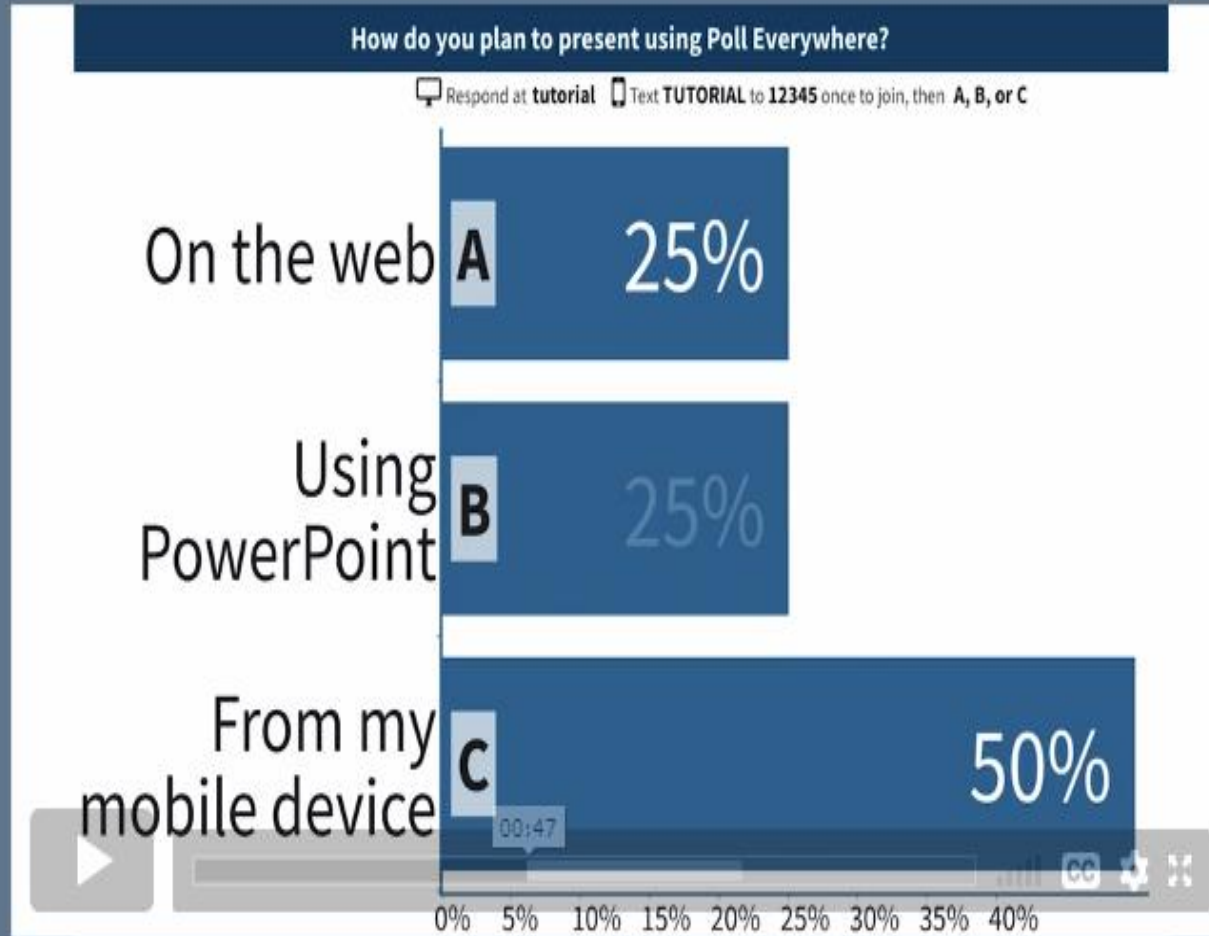 How do you plan to present using Poll Everywhere?
Respond at tutorial Text TUTORIAL to 12345 once to join, then A, B, or C
On the web A 25%
Using
PowerPoint
B 25%
From my
mobile device
C 50%
00:47
CC
0% 5% 10% 15% 20% 25% 30% 35% 40%